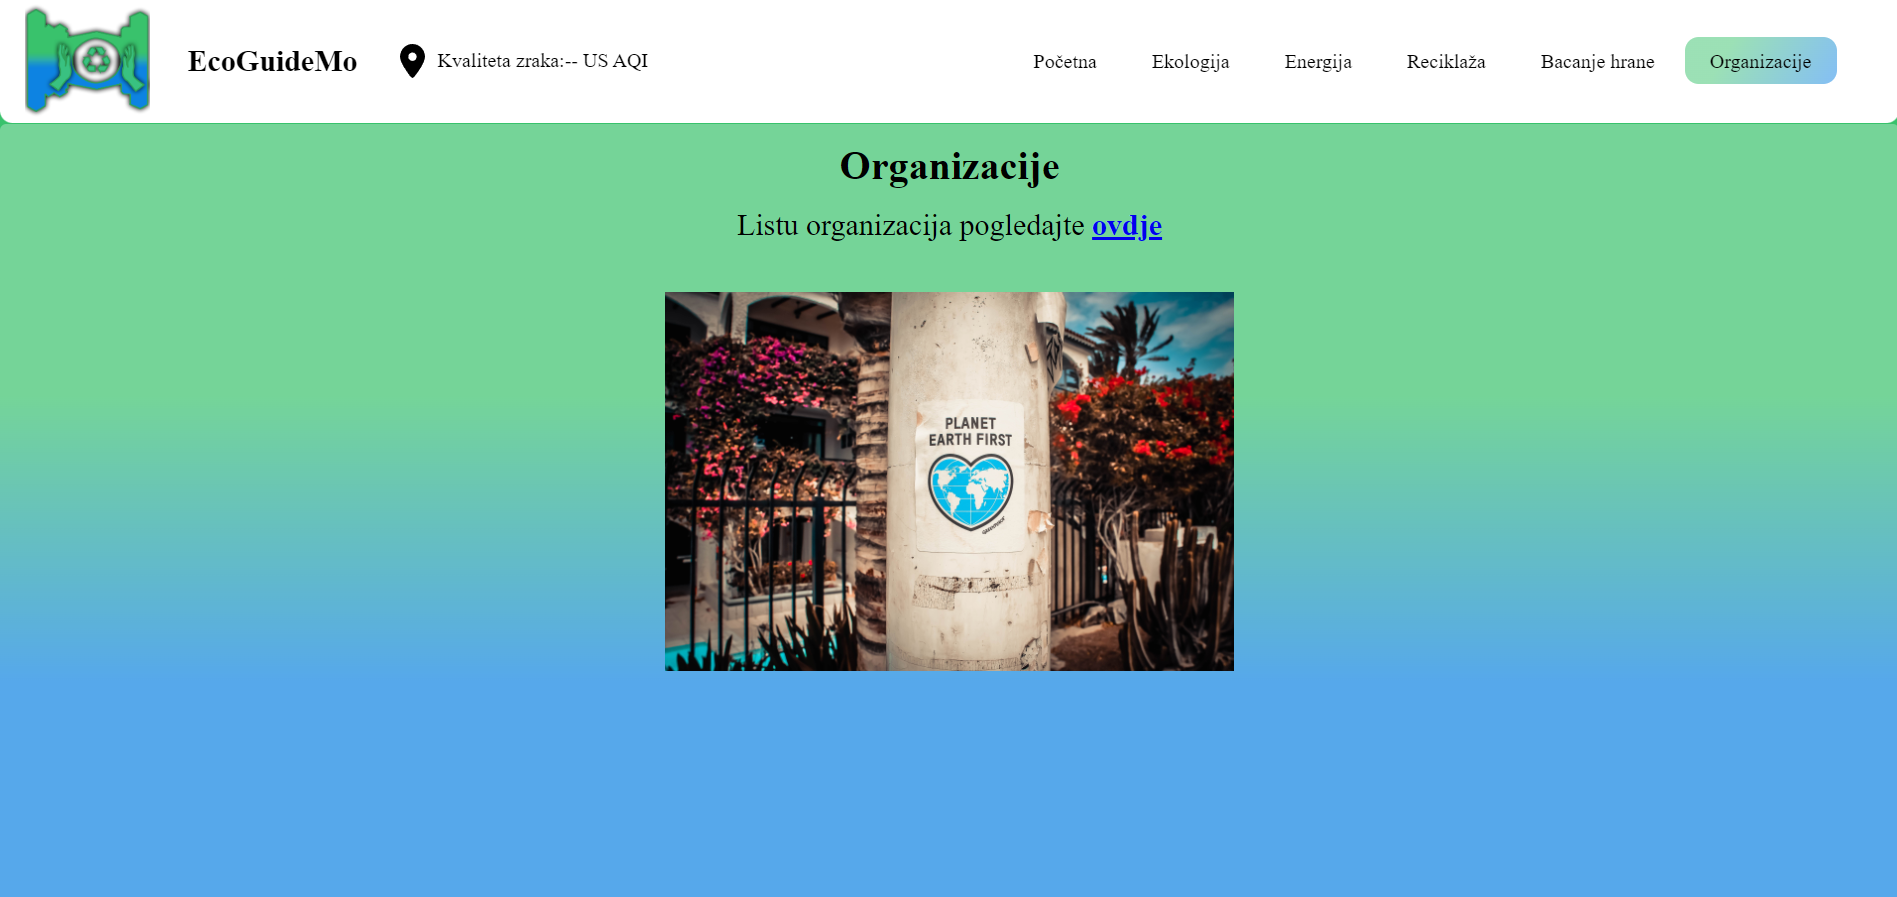 EcoGuideMo
Kvaliteta zraka:-- US AQI
Početna
Ekologija
Energija
Reciklaža
Bacanje hrane
Organizacije
Organizacije
Listu organizacija pogledajte ovdje
PLANET
EARTH FIRST
GREENPEACE